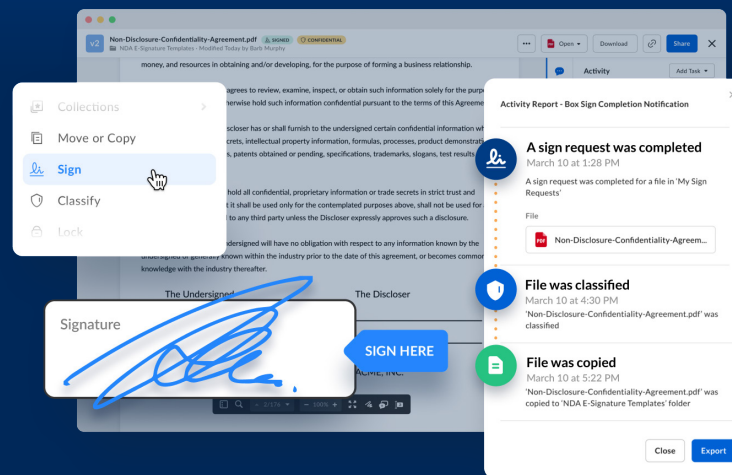 Non-Disclosure-Confidentiality-Agreement.pdf SIGNED CONFIDENTIAL
v2
NDA E-Signature Templates - Modified Today by Barb Murphy
Open
Download
Share
Activity
Add Task
money, and resources in obtaining and/or developing, for the purpose of forming a business relationship.
agrees to review, examine, inspect, or obtain such information solely for the purpo
herwise hold such information confidential pursuant to the terms of this Agreeme
scloser has or shall furnish to the undersigned certain confidential information wh
crets, intellectual property information, formulas, processes, product demonstrati
s, patents obtained or pending, specifications, trademarks, slogans, test results
hold all confidential, proprietary information or trade secrets in strict trust and
t it shall be used only for the contemplated purposes above, shall not be used for
l to any third party unless the Discloser expressly approves such a disclosure.
dersigned will have no obligation with respect to any information known by the
undersigned or generally known within the industry prior to the date of this agreement, or becomes common
knowledge with the industry thereafter.
The Undersigned
The Discloser
ACME, INC.
2/17s
100%
Collections
Move or Copy
Sign
Classify
Lock
Signature
SIGN HERE
Activity Report - Box Sign Completion Notification
A sign request was completed
March 10 at 1:28 PM
A sign request was completed for a file in 'My Sign
Requests'
File
PDF Non-Disclosure-Confidentiality-Agreem...
File was classified
March 10 at 4:30 PM
'Non-Disclosure-Confidentiality-Agreement.pdf' was
classified
File was copied
March 10 at 5:22 PM
'Non-Disclosure-Confidentiality-Agreement.pdf' was
copied to 'NDA E-Signature Templates' folder
Close
Export